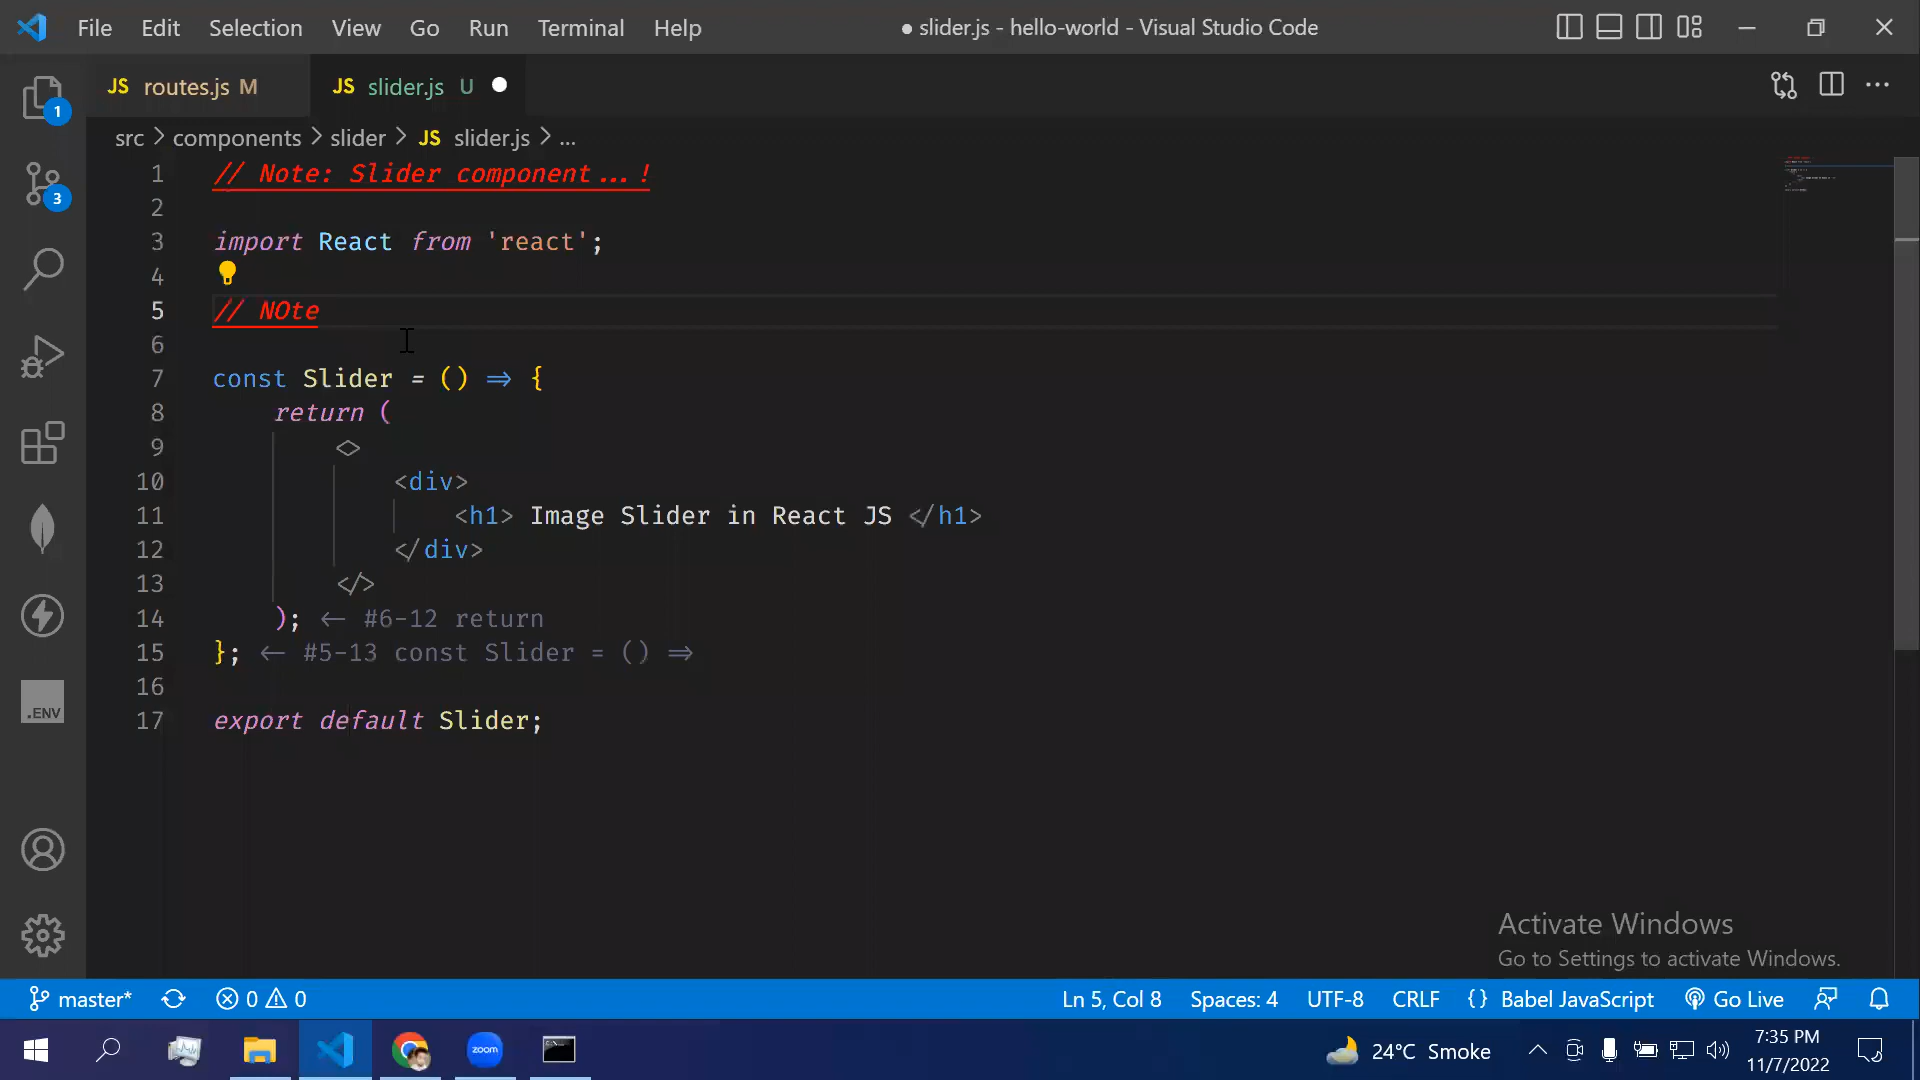 File Edit Selection View Go Run Terminal Help
● slider.js - hello-world - Visual Studio Code
JS routes.js M
JS slider.js U
src > components > slider > JS slider.js > ...
1 // Note: Slider component...!
2
3 import React from 'react';
4
5 // NOte
6
7 const Slider = () => {
8 return (
9 <>
10 <div>
11 <h1> Image Slider in React JS </h1>
12 </div>
13 </>
14 ); <- #6-12 return
15 }; <- #5-13 const Slider = () =>
16
17 export default Slider;
1
3
.ENV
Activate Windows
Go to Settings to activate Windows.
master* 0 0 Ln 5, Col 8 Spaces: 4 UTF-8 CRLF {} Babel JavaScript Go Live
zoom
24°C Smoke
7:35 PM
11/7/2022